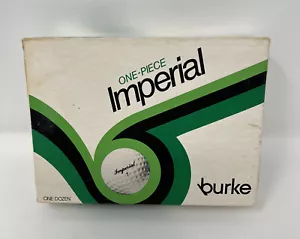 ONE-PIECE
Imperial
Imperial
burke
ONE DOZEN